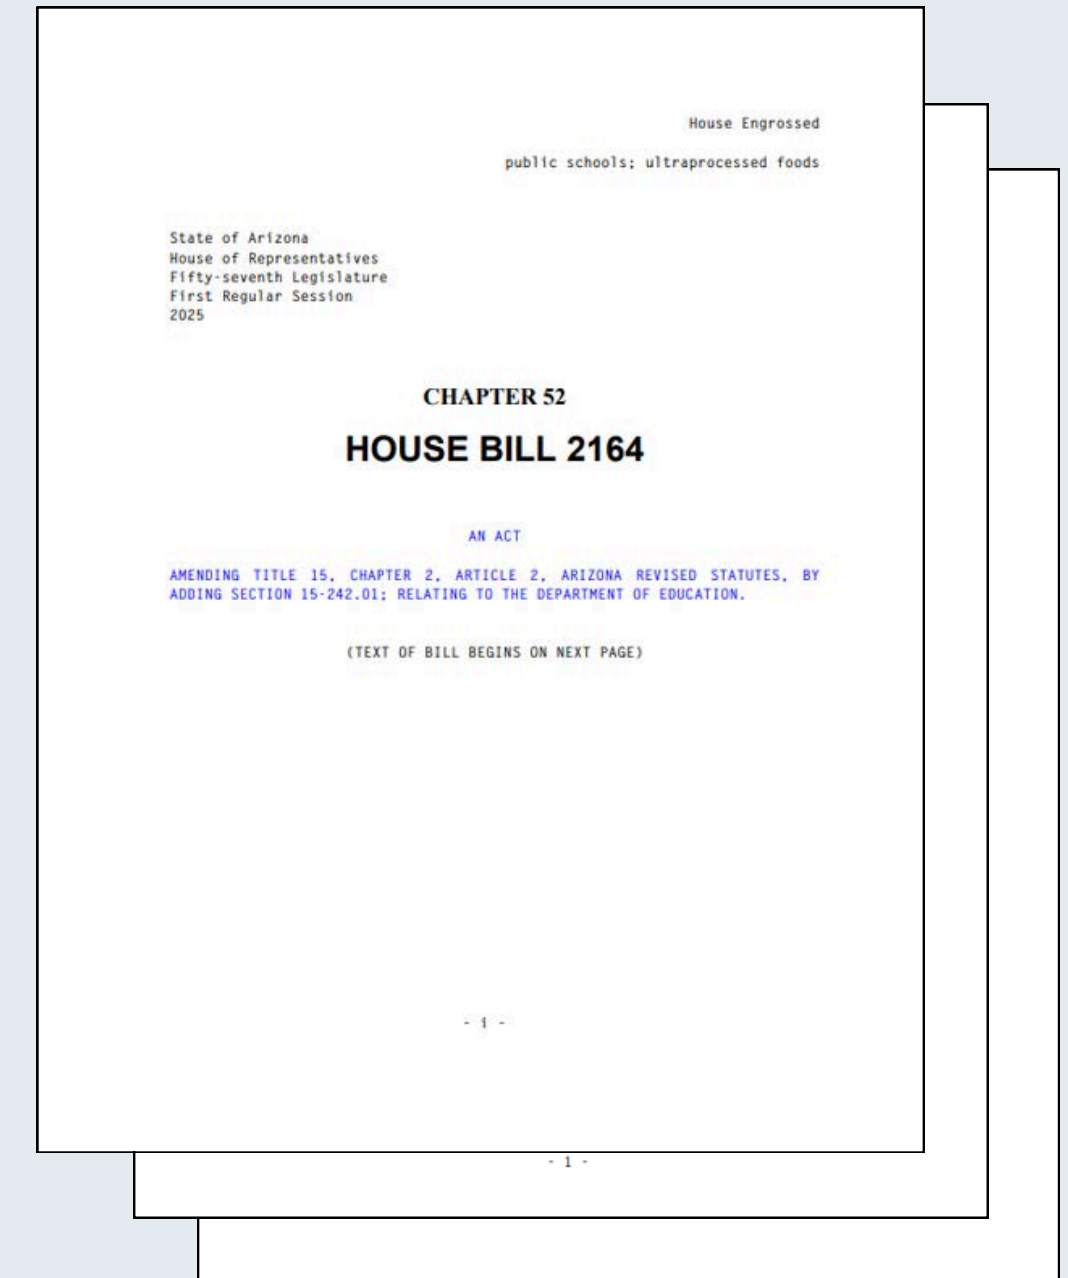 House Engrossed
public schools; ultraprocessed foods
State of Arizona
House of Representatives
Fifty-seventh Legislature
First Regular Session
2025
CHAPTER 52
HOUSE BILL 2164
AN ACT
AMENDING TITLE 15, CHAPTER 2, ARTICLE 2, ARIZONA REVISED STATUTES, BY
ADDING SECTION 15-242.01; RELATING TO THE DEPARTMENT OF EDUCATION.
(TEXT OF BILL BEGINS ON NEXT PAGE)
- i -
- 1 -